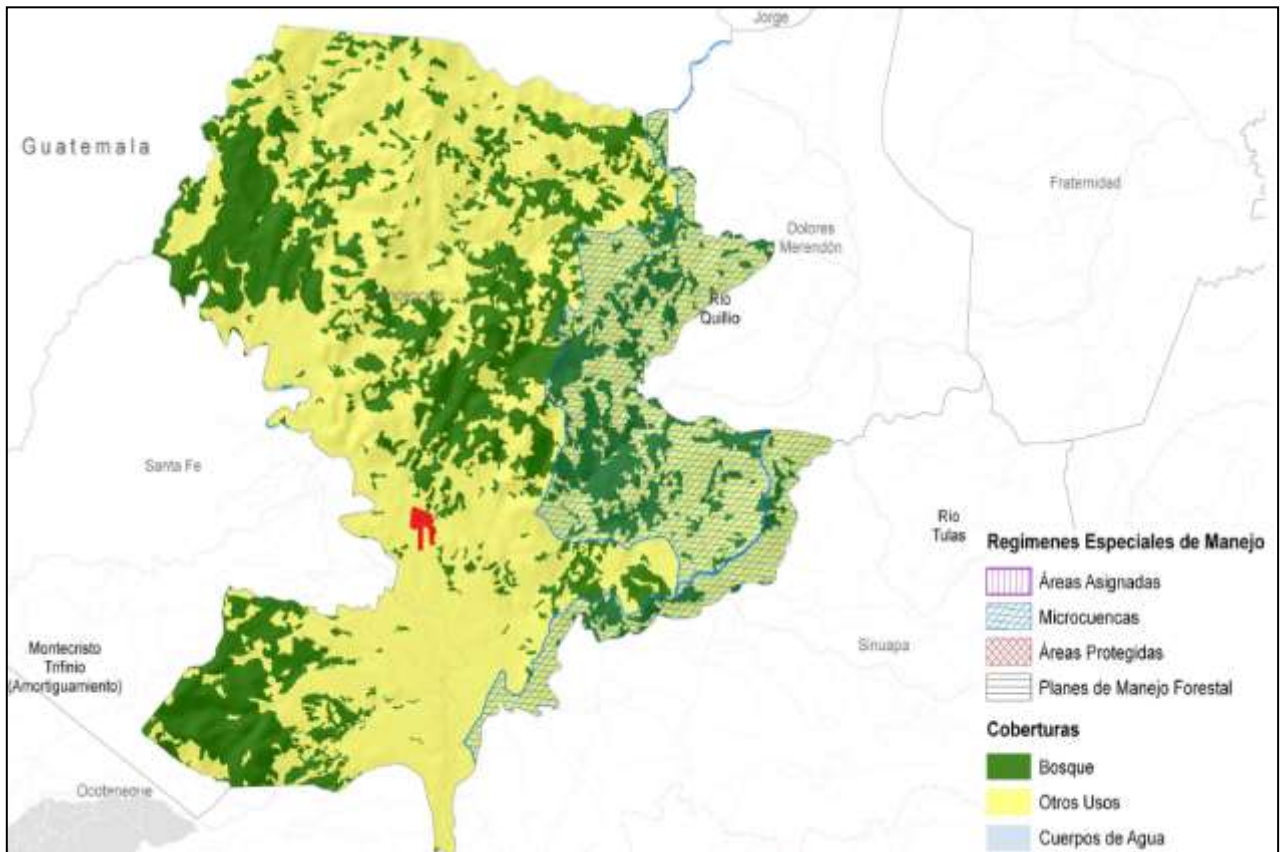 Jorge
Guatemala
Fraternidad
Dolores
Merendón
Río
Quillio
Santa Fe
Río
Tulas
Sinuapa
Montecristo
Trifinio
(Amortiguamiento)
Ocotepeque
Regimenes Especiales de Manejo
Áreas Asignadas
Microcuencas
Áreas Protegidas
Planes de Manejo Forestal
Coberturas
Bosque
Otros Usos
Cuerpos de Agua